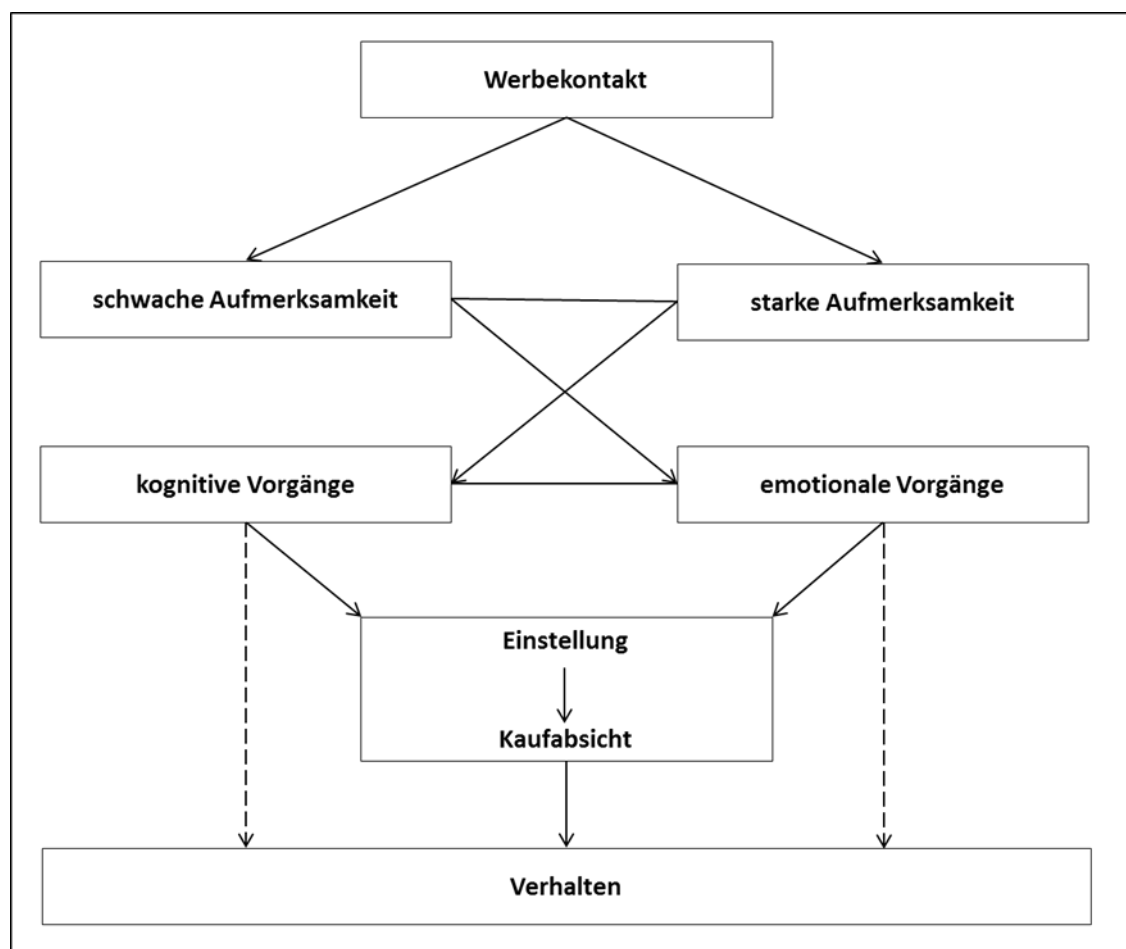 Werbekontakt
schwache Aufmerksamkeit
starke Aufmerksamkeit
kognitive Vorgänge
emotionale Vorgänge
Einstellung
Kaufabsicht
Verhalten